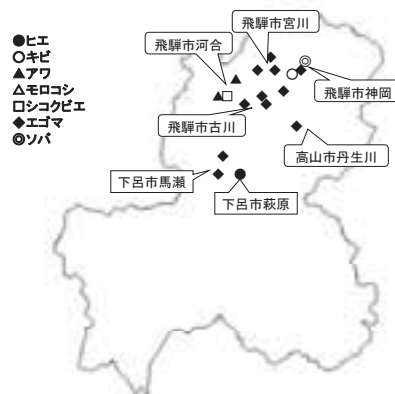 ●ヒエ
○キビ
▲アワ
△モロコシ
□シコクビエ
◆エゴマ
◎ソバ
飛騨市宮川
飛騨市河合
飛騨市神岡
飛騨市古川
高山市丹生川
下呂市馬瀬
下呂市萩原